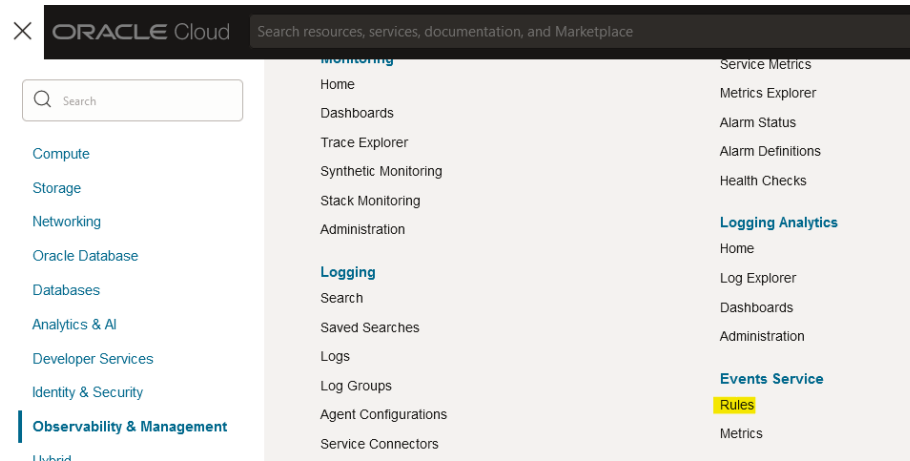 ORACLE Cloud
Search resources, services, documentation, and Marketplace
Search
Compute
Storage
Networking
Oracle Database
Databases
Analytics & AI
Developer Services
Identity & Security
Observability & Management
Hybrid
Monitoring
Home
Dashboards
Trace Explorer
Synthetic Monitoring
Stack Monitoring
Administration
Logging
Search
Saved Searches
Logs
Log Groups
Agent Configurations
Service Connectors
Service Metrics
Metrics Explorer
Alarm Status
Alarm Definitions
Health Checks
Logging Analytics
Home
Log Explorer
Dashboards
Administration
Events Service
Rules
Metrics